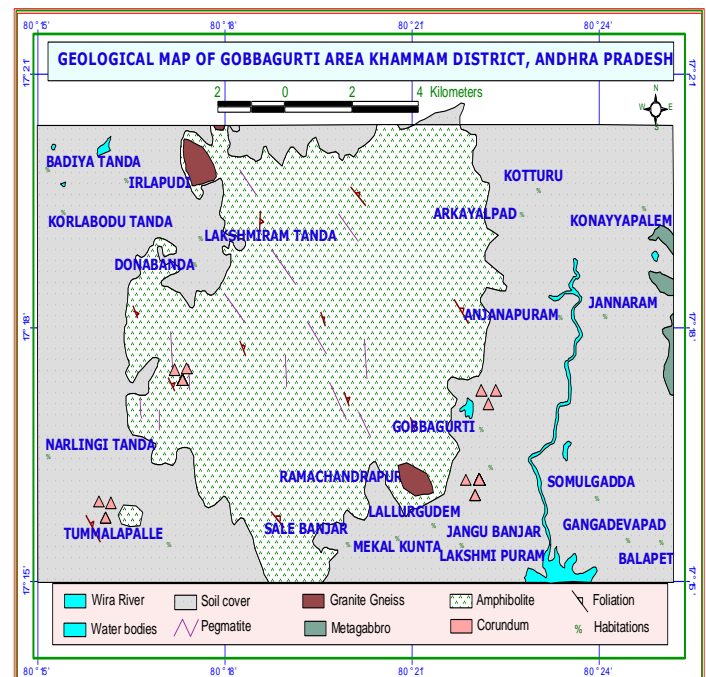 80° 15' 80° 18' 80° 21' 80° 24'
GEOLOGICAL MAP OF GOBBAGURTI AREA KHAMMAM DISTRICT, ANDHRA PRADESH
17° 21' 17° 21'
2 0 2 4 Kilometers
N
W E
S
BADIYA TANDA
KOTTURU
IRLAPUDI
ARKAYALPAD
KORLABODU TANDA
KONAYYAPALEM
LAKSHMIRAM TANDA
DONABANDA
JANNARAM
ANJANAPURAM
17° 18' 17° 18'
GOBBAGURTI
NARLINGI TANDA
RAMACHANDRAPUR
SOMULGADDA
LALLURGUDEM
GANGADEVAPAD
SALE BANJAR
JANGU BANJAR
TUMMALAPALLE
MEKAL KUNTA
LAKSHMI PURAM
BALAPET
17° 15' 17° 15'
Wira River Soil cover Granite Gneiss Amphibolite Foliation
Water bodies Pegmatite Metagabbro Corundum Habitations
80° 15' 80° 18' 80° 21' 80° 24'